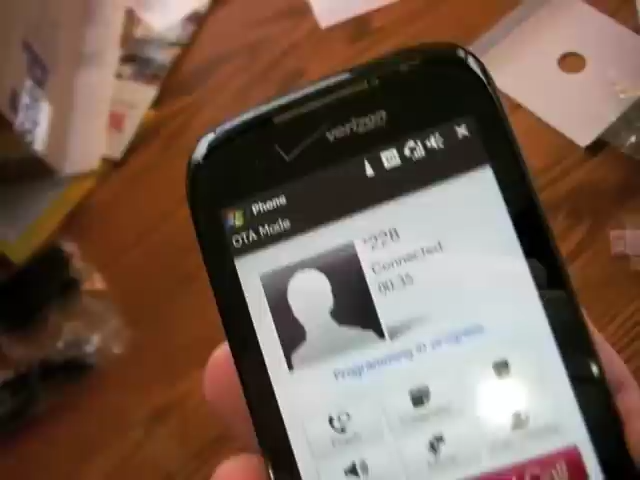 verizon
Phone
OTA Mode
*228
Connected
00:35
Programming in progress